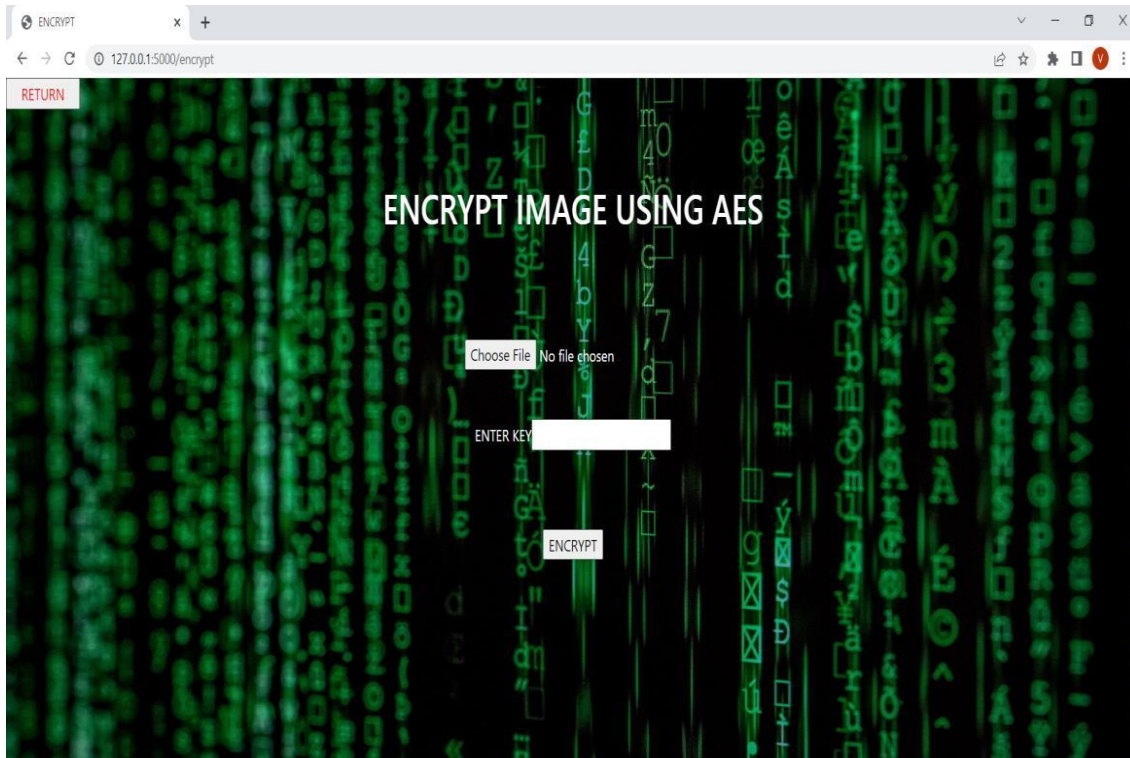 ENCRYPT
127.0.0.1:5000/encrypt
V
RETURN
ENCRYPT IMAGE USING AES
Choose File No file chosen
ENTER KEY
ENCRYPT